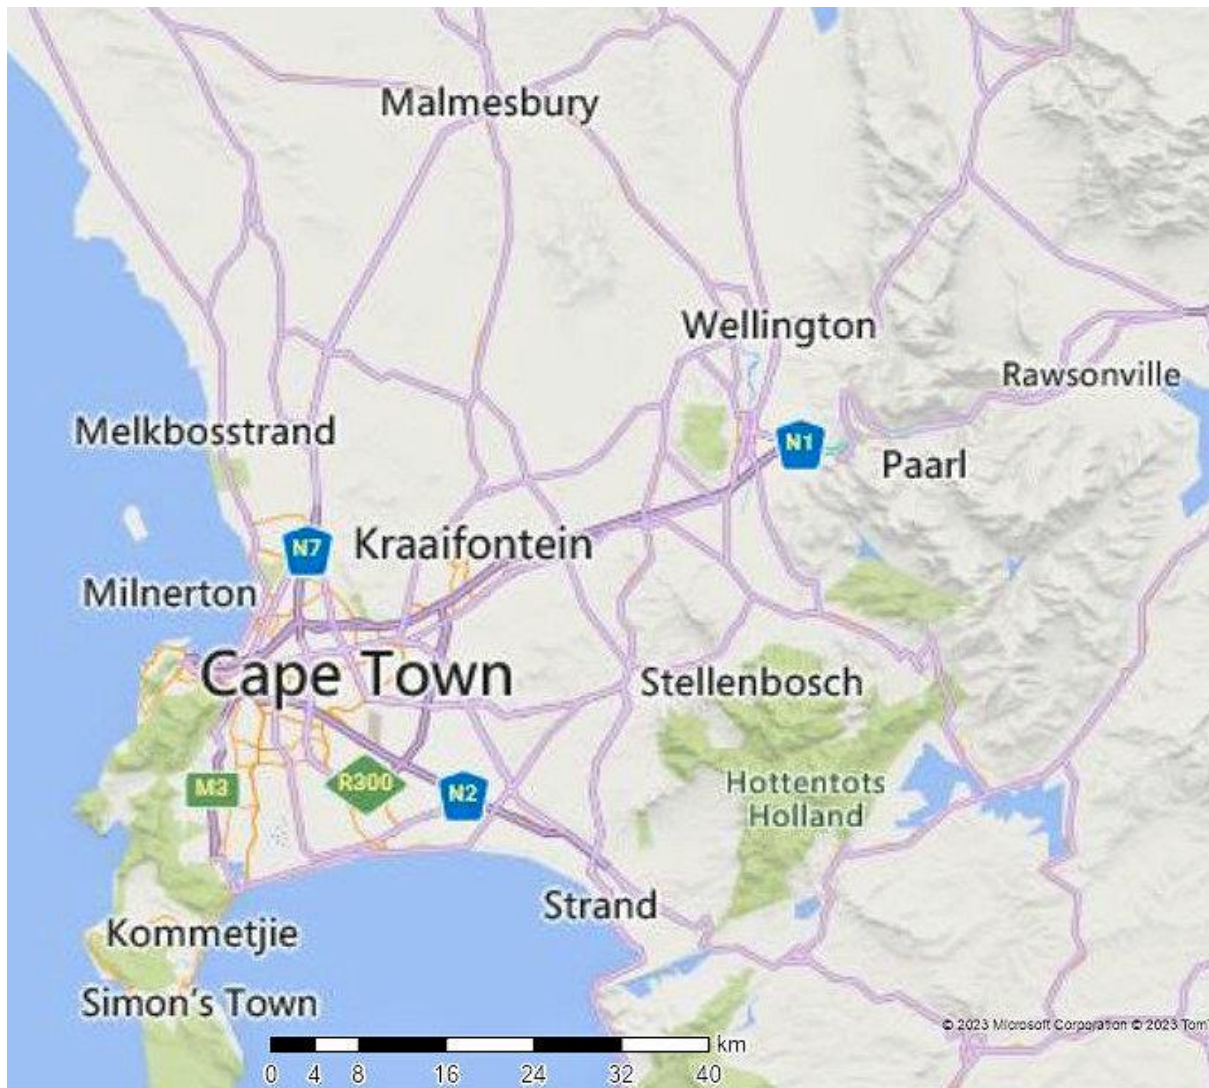 Malmesbury
Wellington
Rawsonville
Melkbosstrand
N1
Paarl
N7
Kraaifontein
Milnerton
Cape Town
Stellenbosch
M3
R300
N2
Hottentots
Holland
Strand
Kommetjie
Simon's Town
© 2023 Microsoft Corporation © 2023 Tom
km
0 4 8 16 24 32 40